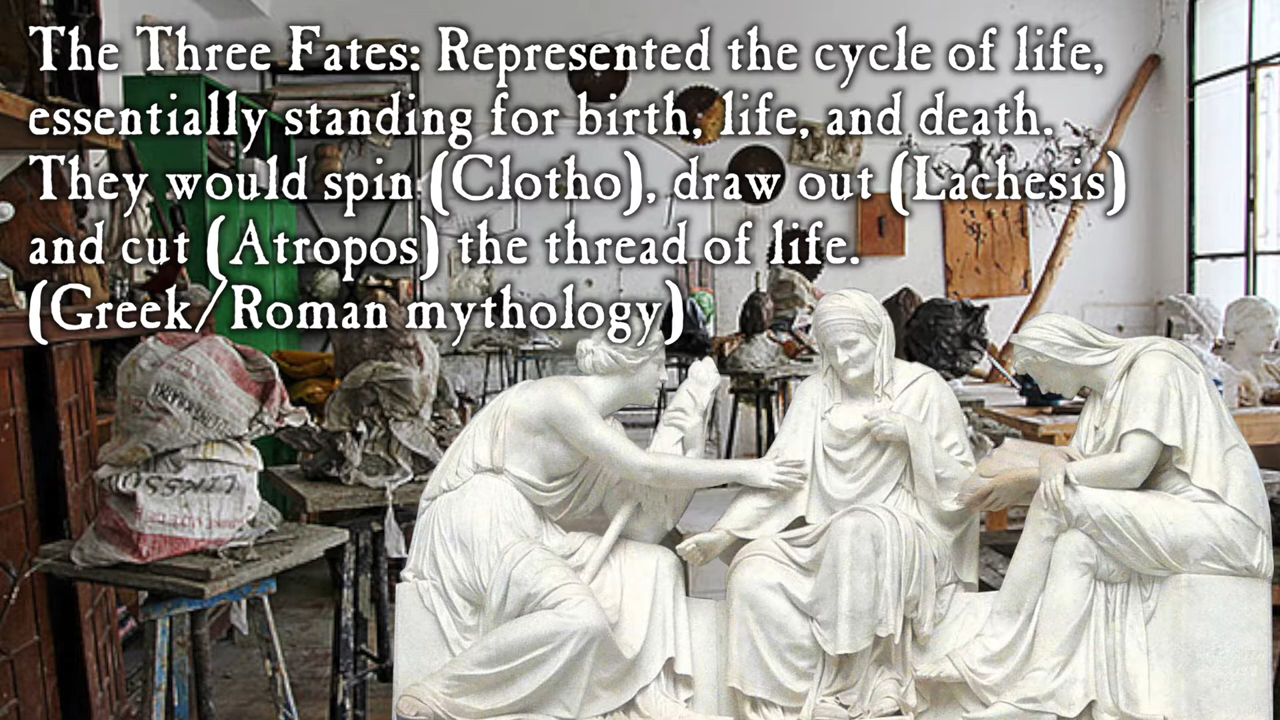 The Three Fates: Represented the cycle of life,
essentially standing for birth, life, and death.
They would spin (Clotho), draw out (Lachesis)
and cut (Atropos) the thread of life.
(Greek/Roman mythology)